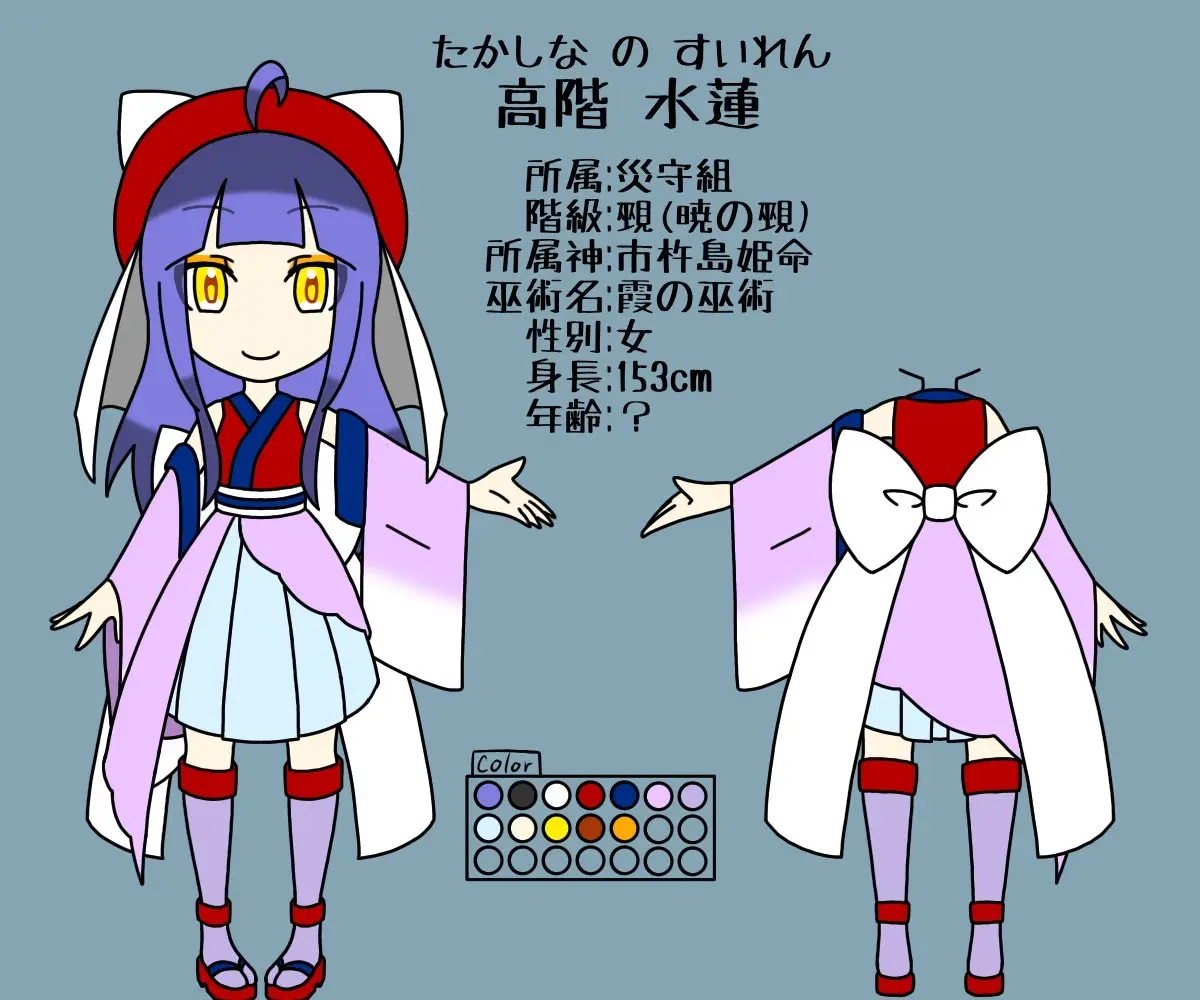 たかしな の すいれん
高階 水蓮
所属:災守組
階級:覡(暁の覡)
所属神:市杵島姫命
巫術名:霞の巫術
性別:女
身長:153cm
年齢:?
Color